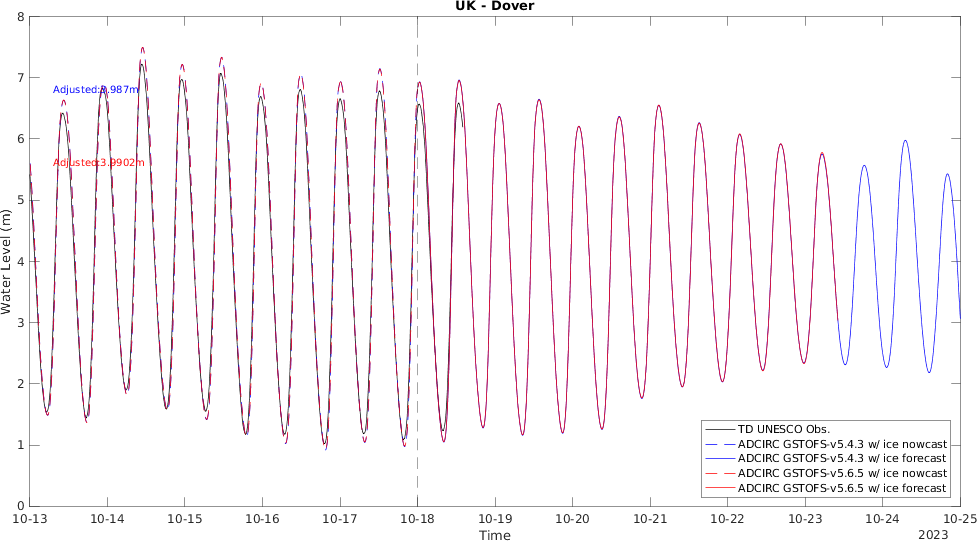 UK - Dover
8
7
6
5
4
3
2
1
0
Water Level (m)
Adjusted:3.987m
Adjusted:3.9902m
TD UNESCO Obs.
ADCIRC GSTOFS-v5.4.3 w/ ice nowcast
ADCIRC GSTOFS-v5.4.3 w/ ice forecast
ADCIRC GSTOFS-v5.6.5 w/ ice nowcast
ADCIRC GSTOFS-v5.6.5 w/ ice forecast
10-13 10-14 10-15 10-16 10-17 10-18 10-19 10-20 10-21 10-22 10-23 10-24 10-25
Time
2023